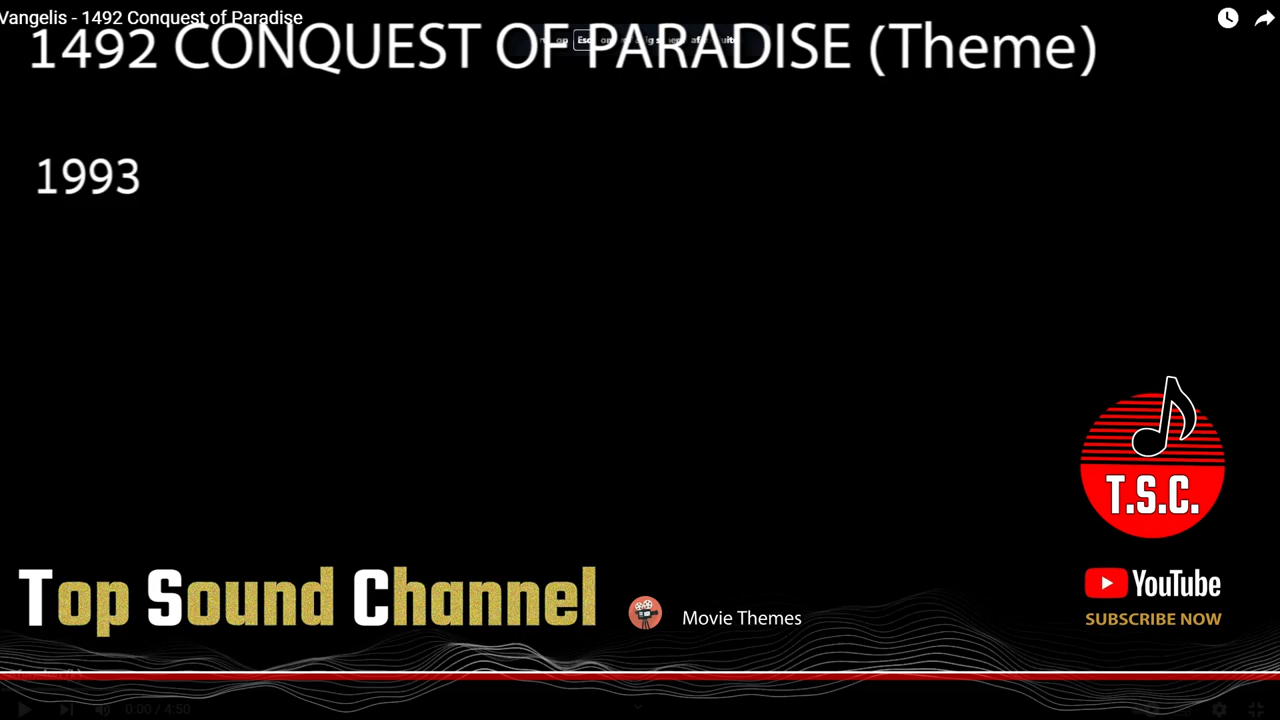 Vangelis - 1492 Conquest of Paradise
1492 CONQUEST OF PARADISE (Theme)
Esc
1993
T.S.C.
YouTube
SUBSCRIBE NOW
Top Sound Channel
Movie Themes
0:00 / 4:50